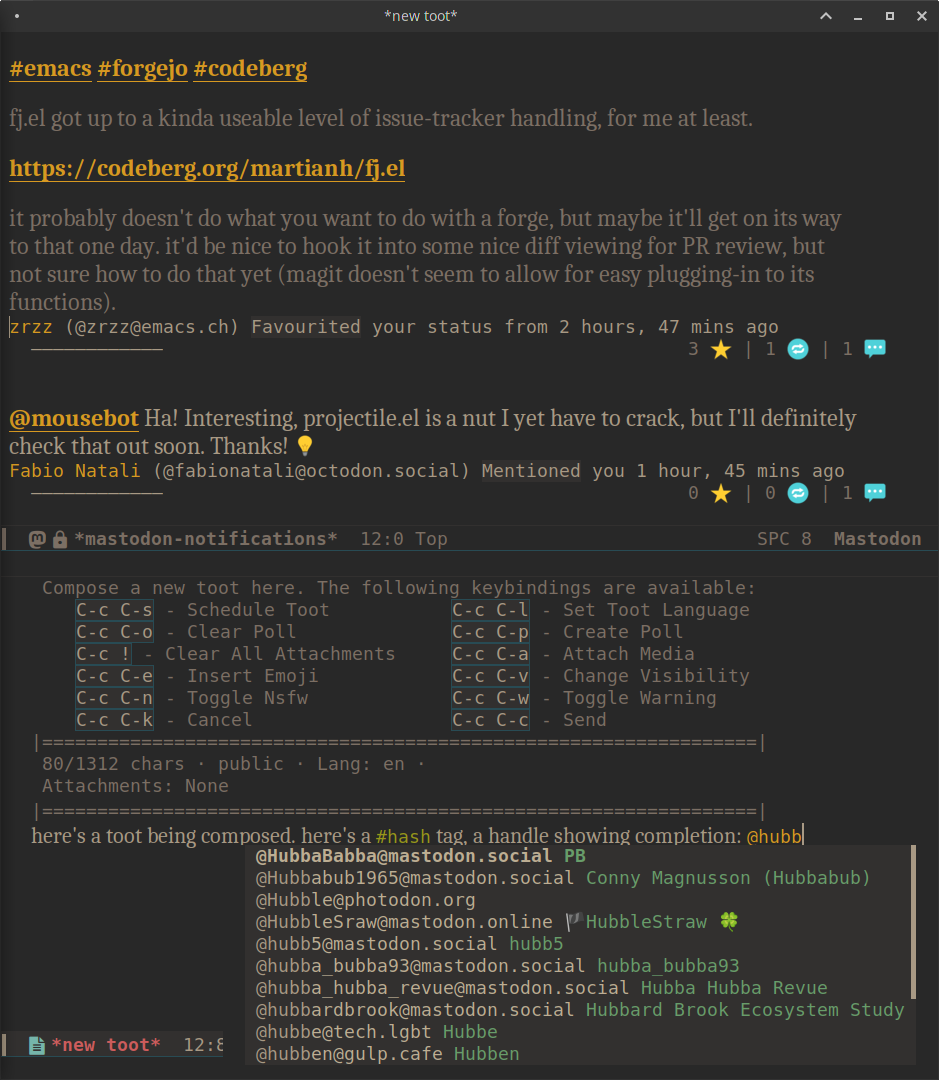 *new toot*
#emacs #forgejo #codeberg
fj.el got up to a kinda useable level of issue-tracker handling, for me at least.
https://codeberg.org/martianh/fj.el
it probably doesn't do what you want to do with a forge, but maybe it'll get on its way
to that one day. it'd be nice to hook it into some nice diff viewing for PR review, but
not sure how to do that yet (magit doesn't seem to allow for easy plugging-in to its
functions).
zrzz (@zrzz@emacs.ch) Favourited your status from 2 hours, 47 mins ago
3 ⭐ | 1 🔁 | 1 💬
@mousebot Ha! Interesting, projectile.el is a nut I yet have to crack, but I'll definitely
check that out soon. Thanks! 💡
Fabio Natali (@fabionatali@octodon.social) Mentioned you 1 hour, 45 mins ago
0 ⭐ | 0 🔁 | 1 💬
*mastodon-notifications* 12:0 Top SPC 8 Mastodon
Compose a new toot here. The following keybindings are available:
C-c C-s - Schedule Toot C-c C-l - Set Toot Language
C-c C-o - Clear Poll C-c C-p - Create Poll
C-c ! - Clear All Attachments C-c C-a - Attach Media
C-c C-e - Insert Emoji C-c C-v - Change Visibility
C-c C-n - Toggle Nsfw C-c C-w - Toggle Warning
C-c C-k - Cancel C-c C-c - Send
|=================================================================|
80/1312 chars · public · Lang: en ·
Attachments: None
|=================================================================|
here's a toot being composed. here's a #hash tag, a handle showing completion: @hubb
@HubbaBabba@mastodon.social PB
@Hubbabub1965@mastodon.social Conny Magnusson (Hubbabub)
@Hubble@photodon.org
@HubbleSraw@mastodon.online 🏴HubbleStraw 🍀
@hubb5@mastodon.social hubb5
@hubba_bubba93@mastodon.social hubba_bubba93
@hubba_hubba_revue@mastodon.social Hubba Hubba Revue
@hubbardbrook@mastodon.social Hubbard Brook Ecosystem Study
@hubbe@tech.lgbt Hubbe
@hubben@gulp.cafe Hubben
*new toot* 12:8